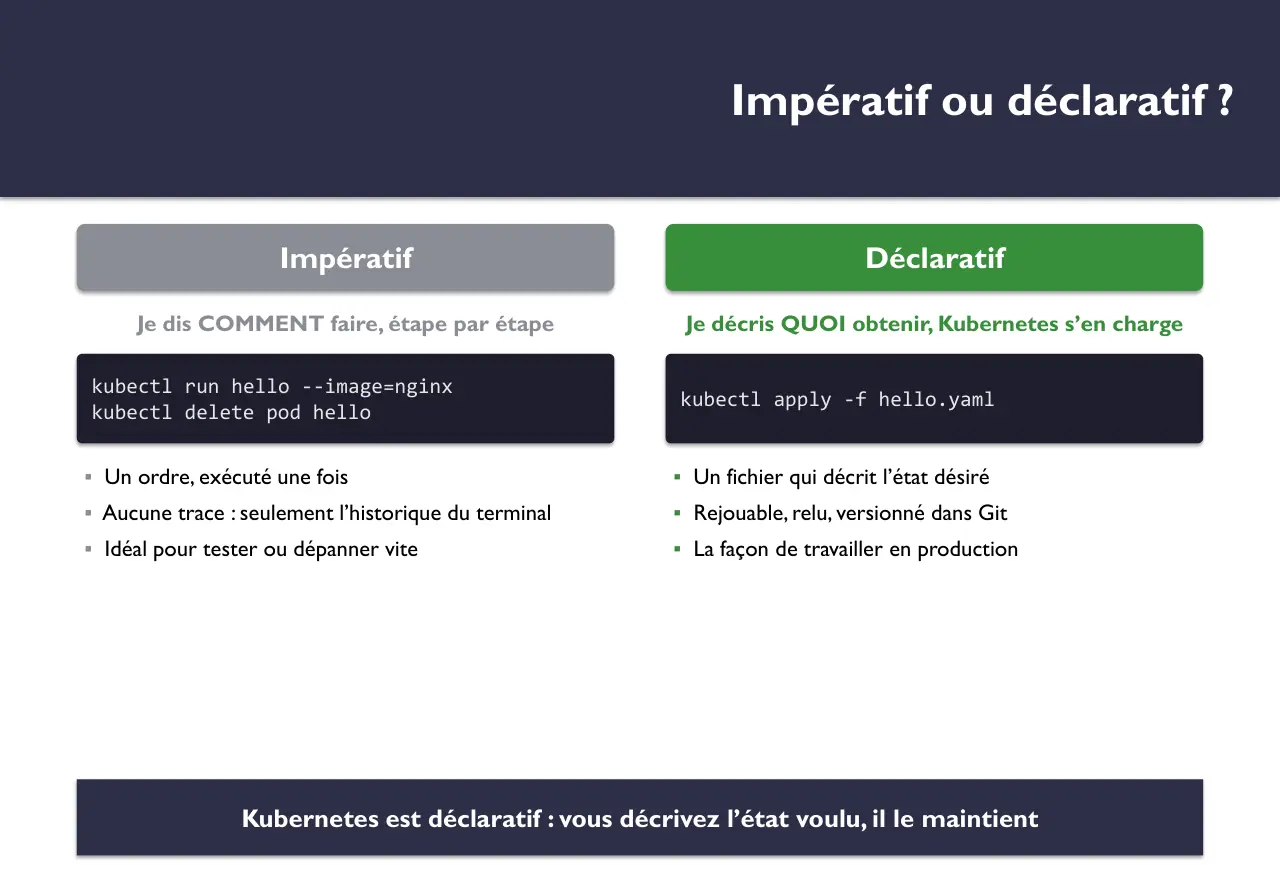 Impératif ou déclaratif ?
Impératif
Je dis COMMENT faire, étape par étape
kubectl run hello --image=nginx
kubectl delete pod hello
▪ Un ordre, exécuté une fois
▪ Aucune trace : seulement l’historique du terminal
▪ Idéal pour tester ou dépanner vite
Déclaratif
Je décris QUOI obtenir, Kubernetes s’en charge
kubectl apply -f hello.yaml
▪ Un fichier qui décrit l’état désiré
▪ Rejouable, relu, versionné dans Git
▪ La façon de travailler en production
Kubernetes est déclaratif : vous décrivez l’état voulu, il le maintient